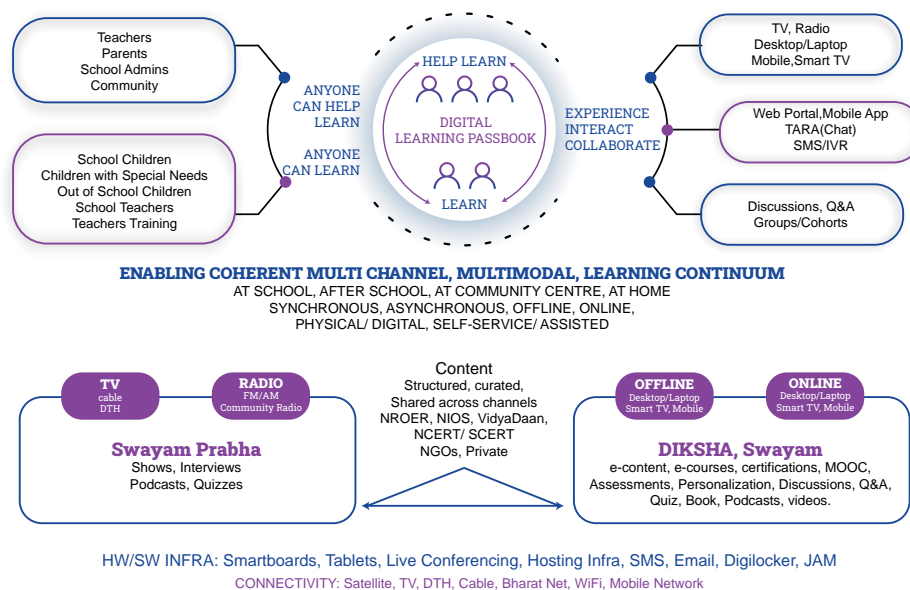 Teachers
Parents
School Admins
Community
School Children
Children with Special Needs
Out of School Children
School Teachers
Teachers Training
ANYONE
CAN HELP
LEARN
ANYONE
CAN LEARN
HELP LEARN
DIGITAL
LEARNING PASSBOOK
LEARN
EXPERIENCE
INTERACT
COLLABORATE
TV, Radio
Desktop/Laptop
Mobile,Smart TV
Web Portal,Mobile App
TARA(Chat)
SMS/IVR
Discussions, Q&A
Groups/Cohorts
ENABLING COHERENT MULTI CHANNEL, MULTIMODAL, LEARNING CONTINUUM
AT SCHOOL, AFTER SCHOOL, AT COMMUNITY CENTRE, AT HOME
SYNCHRONOUS, ASYNCHRONOUS, OFFLINE, ONLINE,
PHYSICAL/ DIGITAL, SELF-SERVICE/ ASSISTED
TV
cable
DTH
RADIO
FM/AM
Community Radio
Swayam Prabha
Shows, Interviews
Podcasts, Quizzes
Content
Structured, curated,
Shared across channels
NROER, NIOS, VidyaDaan,
NCERT/ SCERT
NGOs, Private
OFFLINE
Desktop/Laptop
Smart TV, Mobile
ONLINE
Desktop/Laptop
Smart TV, Mobile
DIKSHA, Swayam
e-content, e-courses, certifications, MOOC,
Assessments, Personalization, Discussions, Q&A,
Quiz, Book, Podcasts, videos.
HW/SW INFRA: Smartboards, Tablets, Live Conferencing, Hosting Infra, SMS, Email, Digilocker, JAM
CONNECTIVITY: Satellite, TV, DTH, Cable, Bharat Net, WiFi, Mobile Network